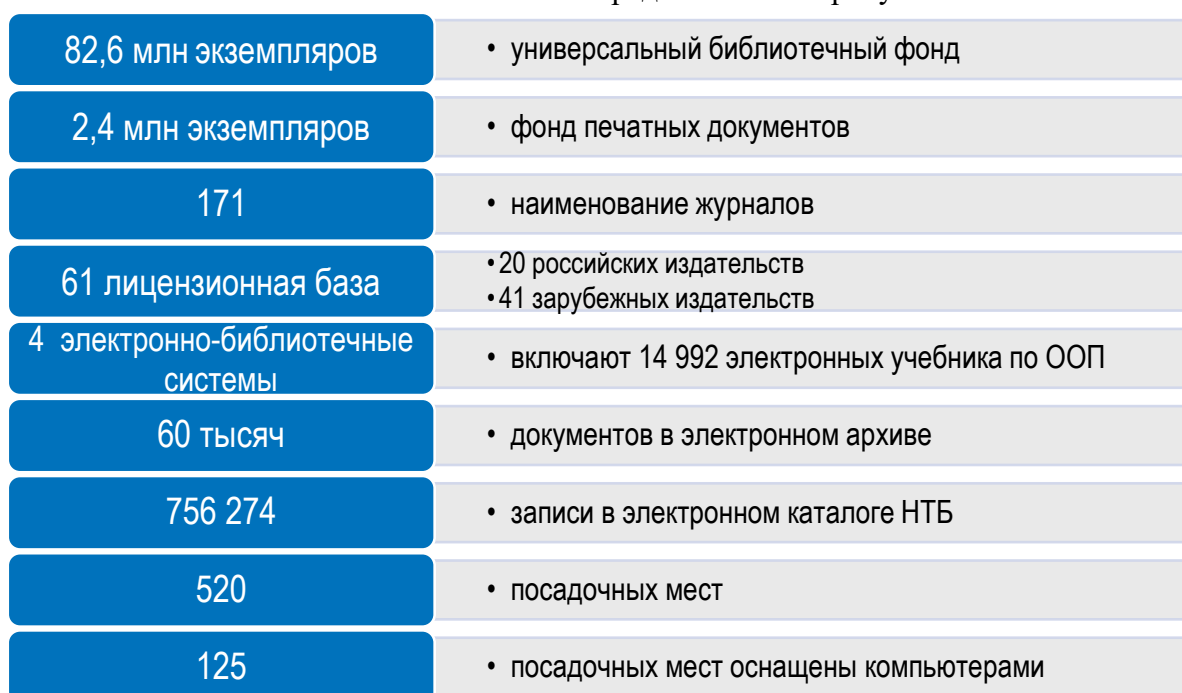 82,6 млн экземпляров
• универсальный библиотечный фонд
2,4 млн экземпляров
• фонд печатных документов
171
• наименование журналов
61 лицензионная база
• 20 российских издательств
• 41 зарубежных издательств
4 электронно-библиотечные
системы
• включают 14 992 электронных учебника по ООП
60 тысяч
• документов в электронном архиве
756 274
• записи в электронном каталоге НТБ
520
• посадочных мест
125
• посадочных мест оснащены компьютерами